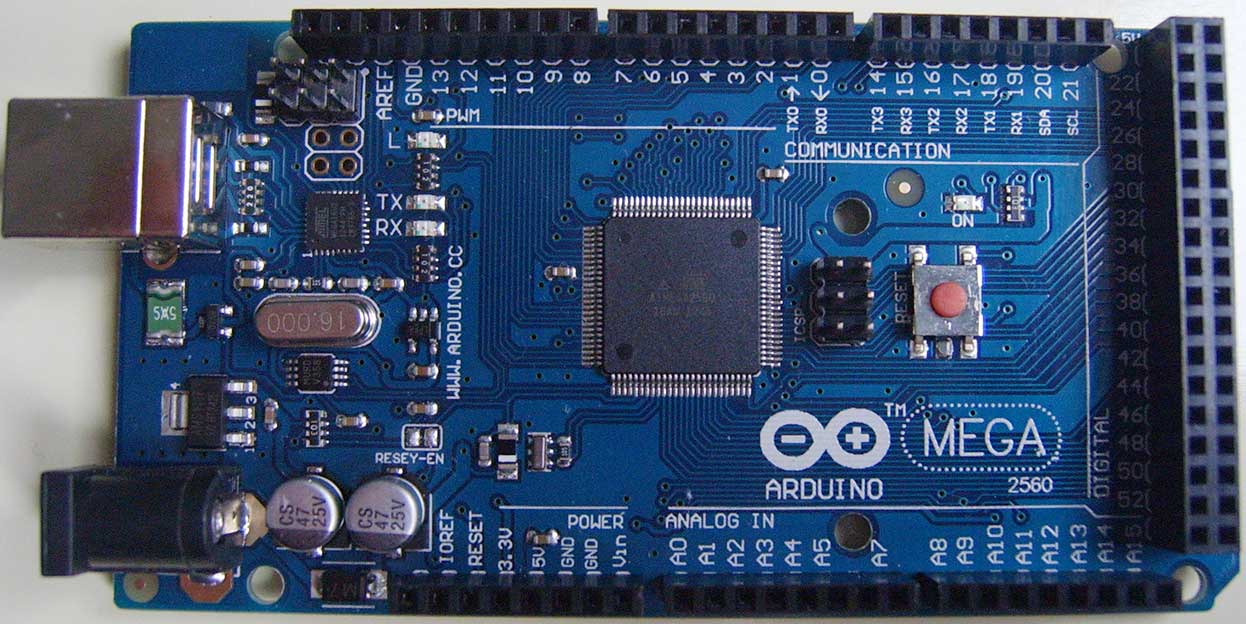 AREF
GND
13
12
11
10
9
8
7
6
5
4
3
2
TX0→1
RX0←0
TX3 14
RX3 15
TX2 16
RX2 17
TX1 18
RX1 19
SDA 20
SCL 21
5V
22
24
26
28
30
32
34
36
38
40
42
44
46
48
50
52
DIGITAL
PWM
COMMUNICATION
L
TX
RX
ON
WWW.ARDUINO.CC
16.000
ICSP
RESET
RESEY-EN
ARDUINO
TM
MEGA
2560
CS
47
25V
CS
47
25V
M7
POWER
IOREF
RESET
3.3V
5V
GND
GND
Vin
ANALOG IN
A0
A1
A2
A3
A4
A5
A7
A8
A9
A10
A11
A12
A13
A14
A15